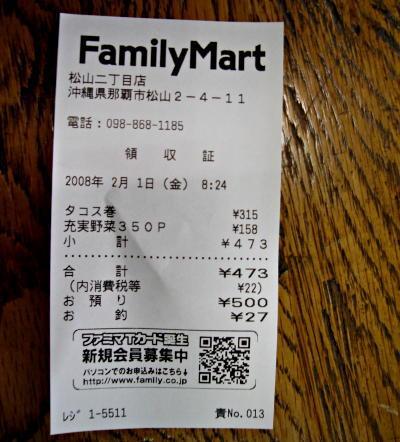 FamilyMart
松山二丁目店
沖縄県那覇市松山２－４－１１
電話：098-868-1185
領　収　証
2008年 2月 1日（金） 8:24
タコス巻 ¥315
充実野菜３５０Ｐ ¥158
小　　計 ¥４７３
合　　計 ¥473
（内消費税等 ¥22）
お　預　り ¥500
お　　釣 ¥27
ファミマTカード誕生
新規会員募集中
パソコンでのお申込みはこちら↓
http://www.family.co.jp
ﾚｼﾞ 1-5511 責No.013